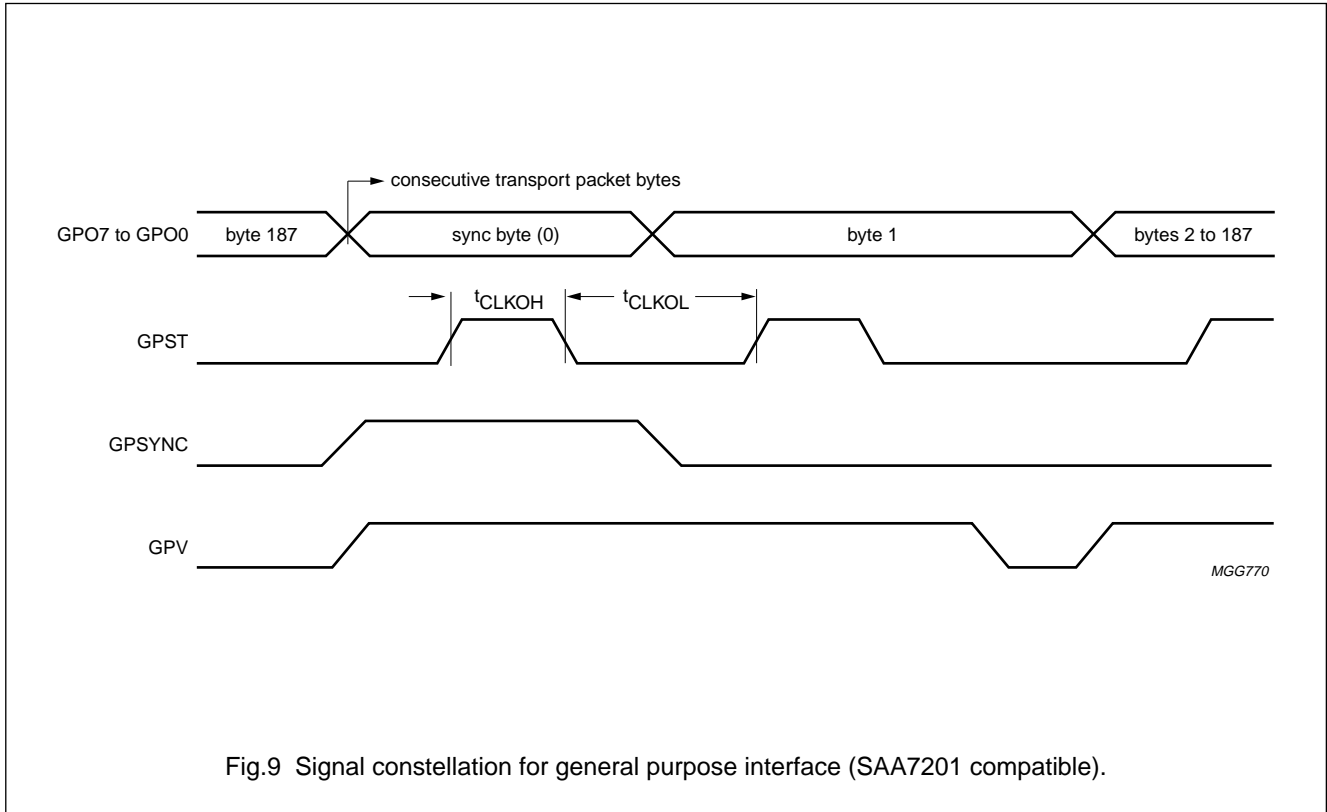 consecutive transport packet bytes
GPO7 to GPO0 byte 187 sync byte (0) byte 1 bytes 2 to 187
tCLKOH tCLKOL
GPST
GPSYNC
GPV
MGG770
Fig.9 Signal constellation for general purpose interface (SAA7201 compatible).